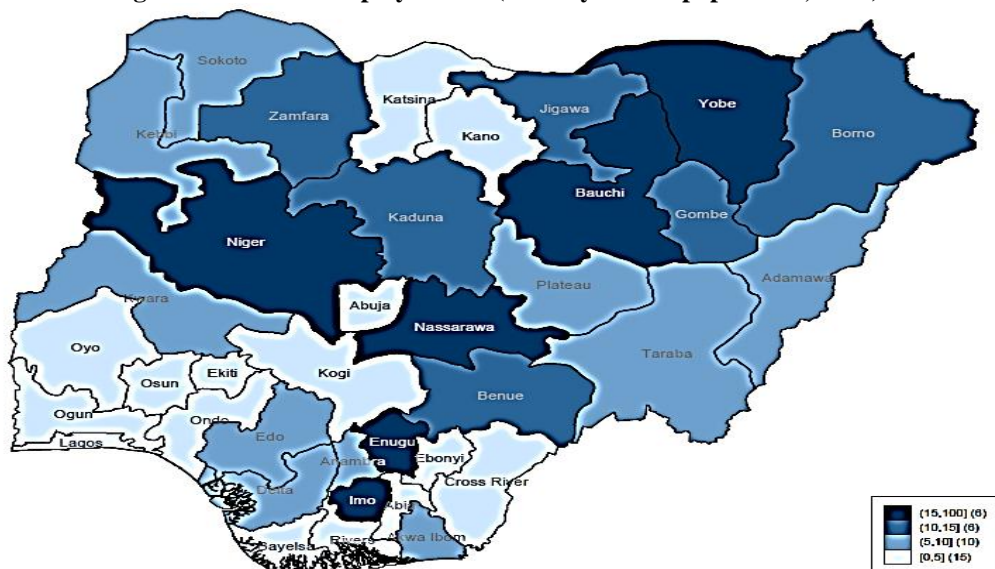 Sokoto
Katsina
Yobe
Jigawa
Zamfara
Kebbi
Kano
Borno
Bauchi
Kaduna
Gombe
Niger
Adamawa
Plateau
Kwara
Abuja
Nassarawa
Oyo
Taraba
Ekiti
Kogi
Osun
Benue
Ogun
Ondo
Edo
Lagos
Enugu
Anambra
Ebonyi
Cross River
Delta
Imo
Abia
Akwa Ibom
Rivers
Bayelsa
(15,100] (6)
(10,15] (6)
(5,10] (10)
[0,5] (15)